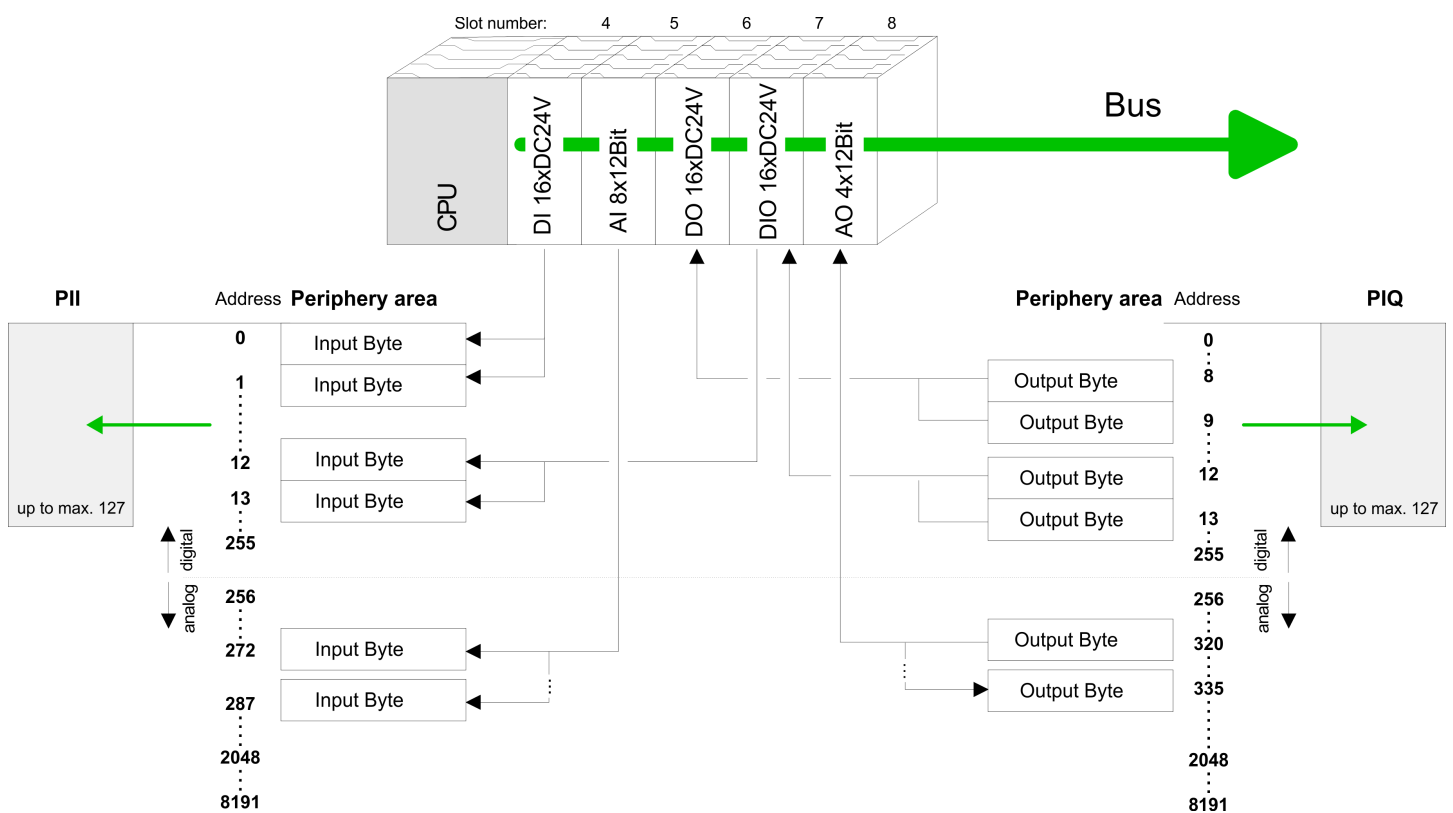 Slot number: 4 5 6 7 8
Bus
CPU
DI 16xDC24V
AI 8x12Bit
DO 16xDC24V
DIO 16xDC24V
AO 4x12Bit
PII
Address Periphery area
0 Input Byte
1 Input Byte
12 Input Byte
13 Input Byte
255
up to max. 127
digital
analog
256
272 Input Byte
287 Input Byte
2048
8191
Periphery area Address
PIQ
0
Output Byte 8
Output Byte 9
Output Byte 12
Output Byte 13
255
up to max. 127
digital
analog
256
Output Byte 320
Output Byte 335
2048
8191